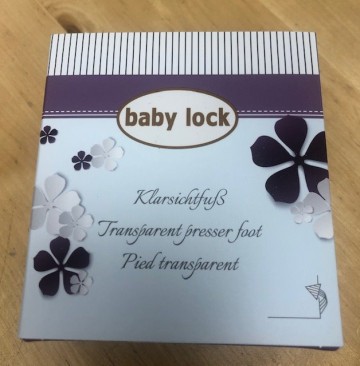 baby lock
Klarsichtfuß
Transparent presser foot
Pied transparent